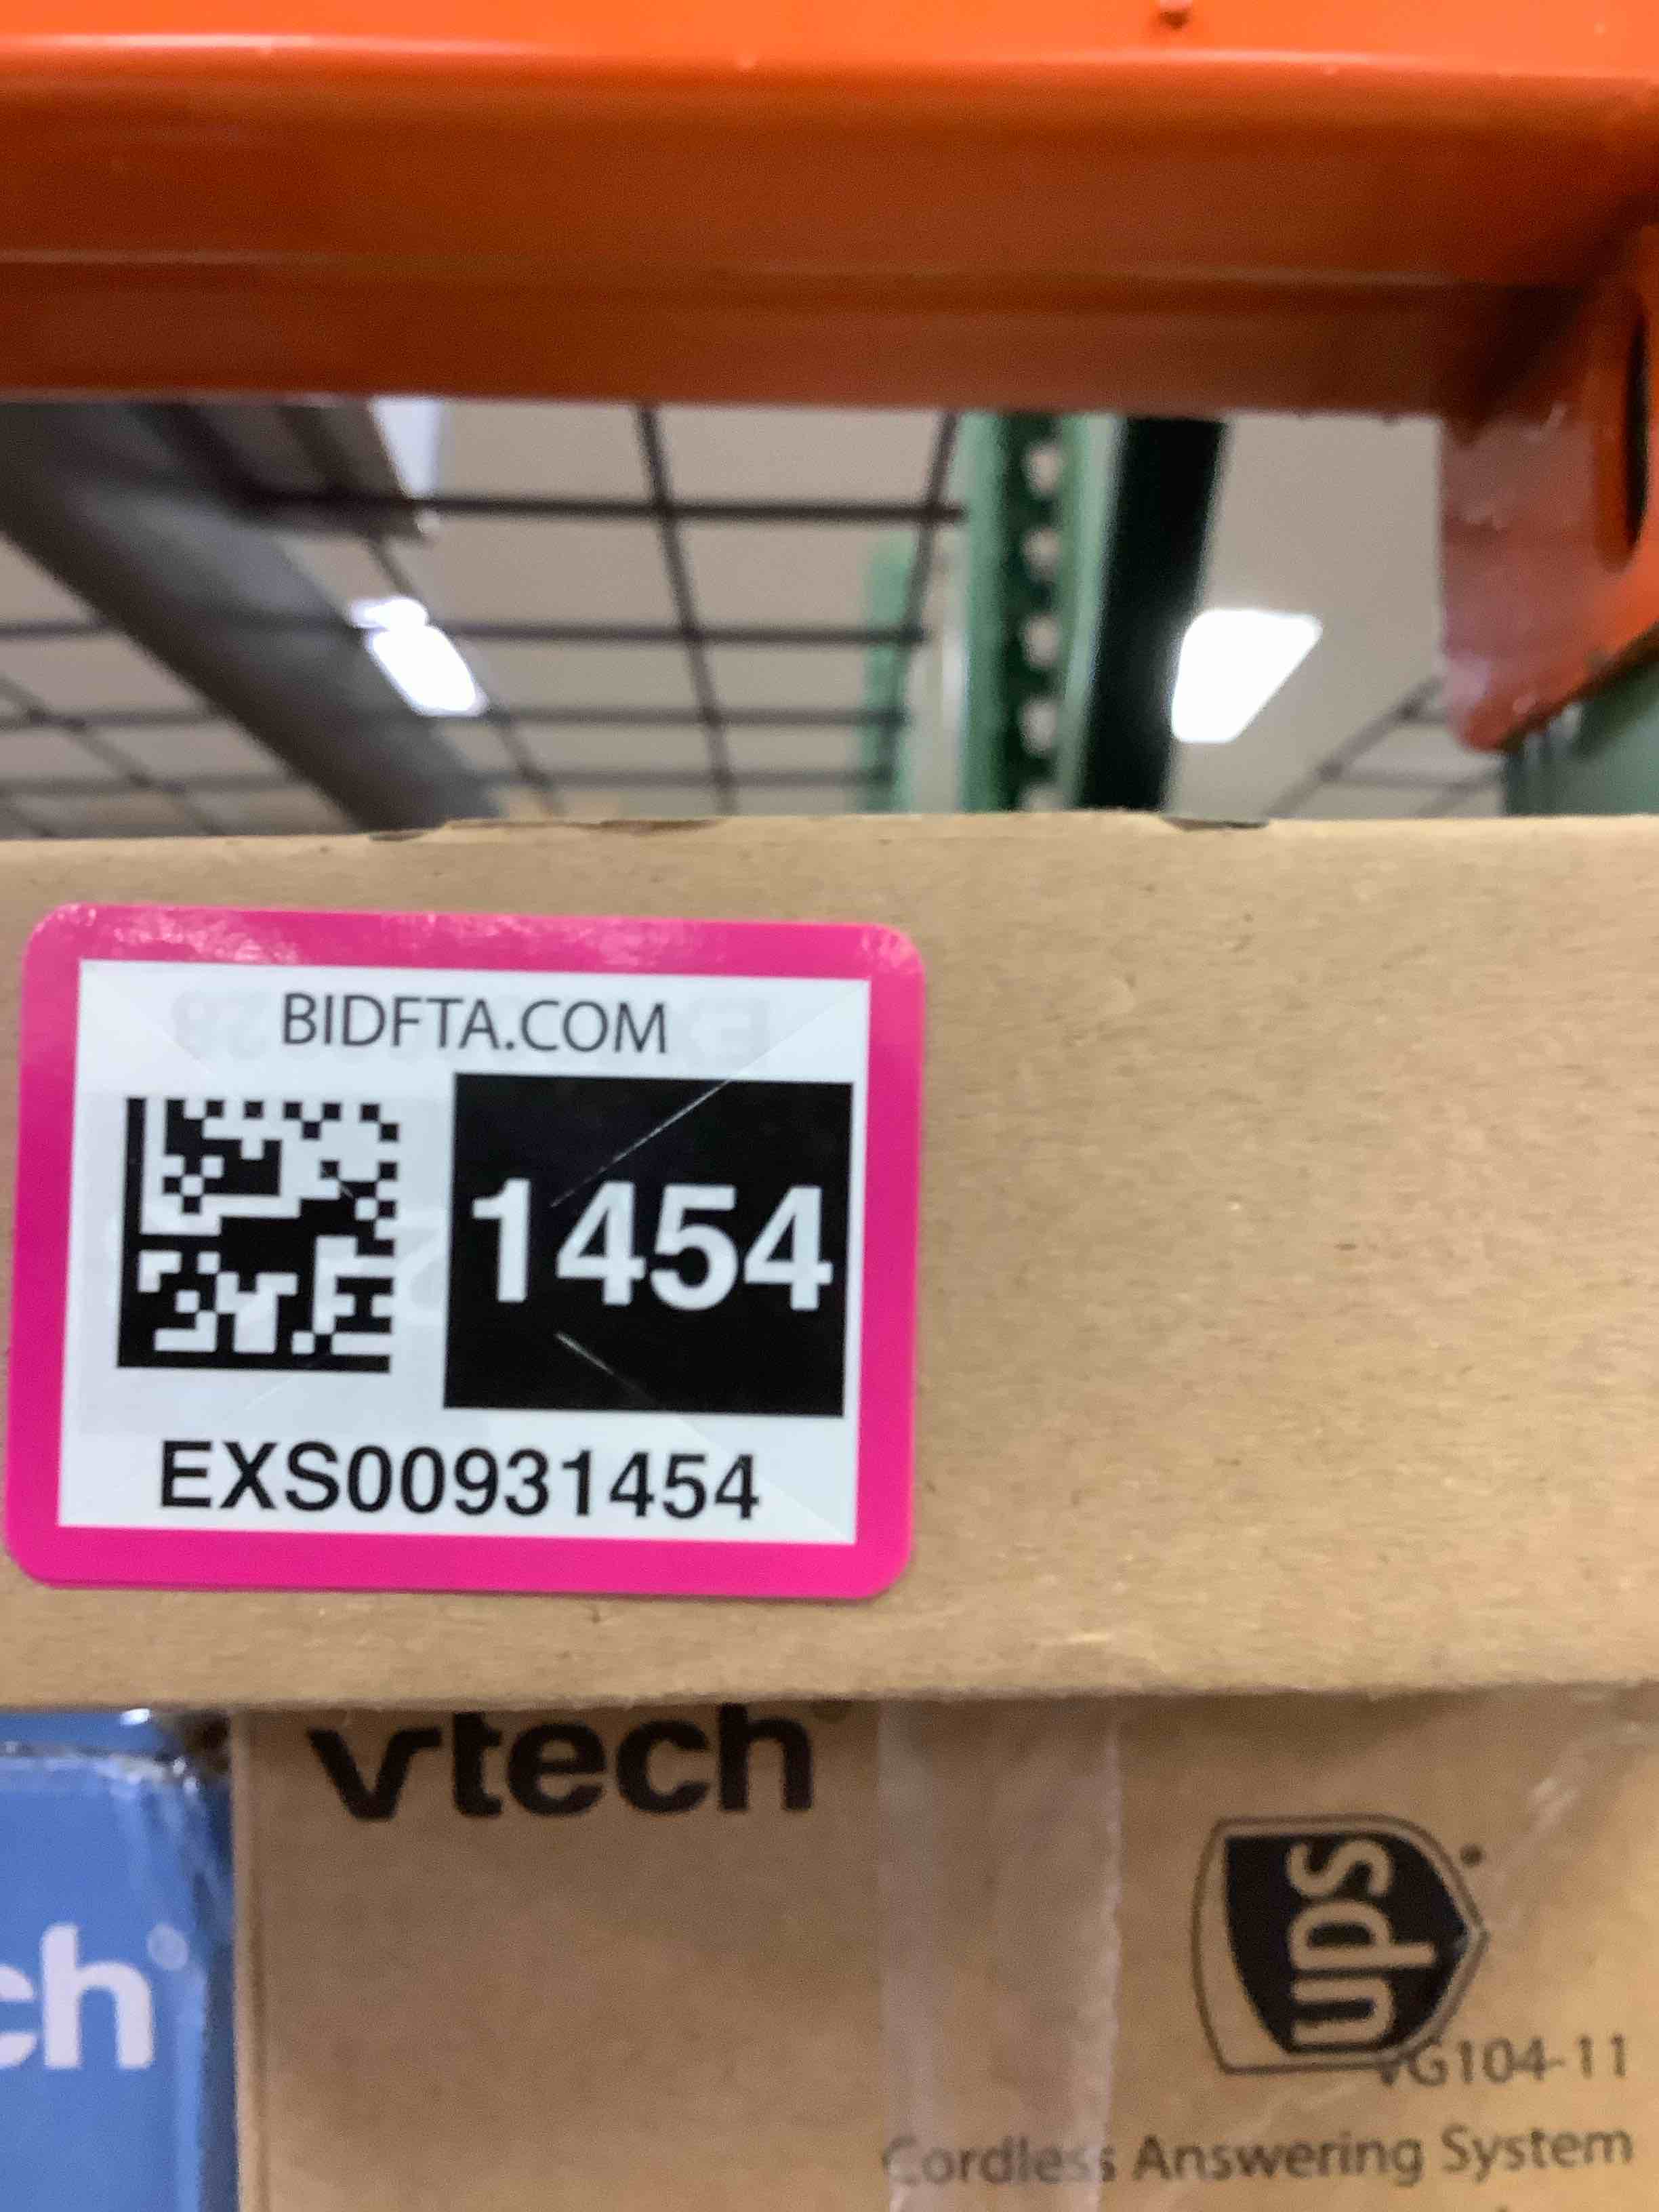 BIDFTA.COM
1454
EXS00931454
vtech
ch®
ups
VG104-11
Cordless Answering System